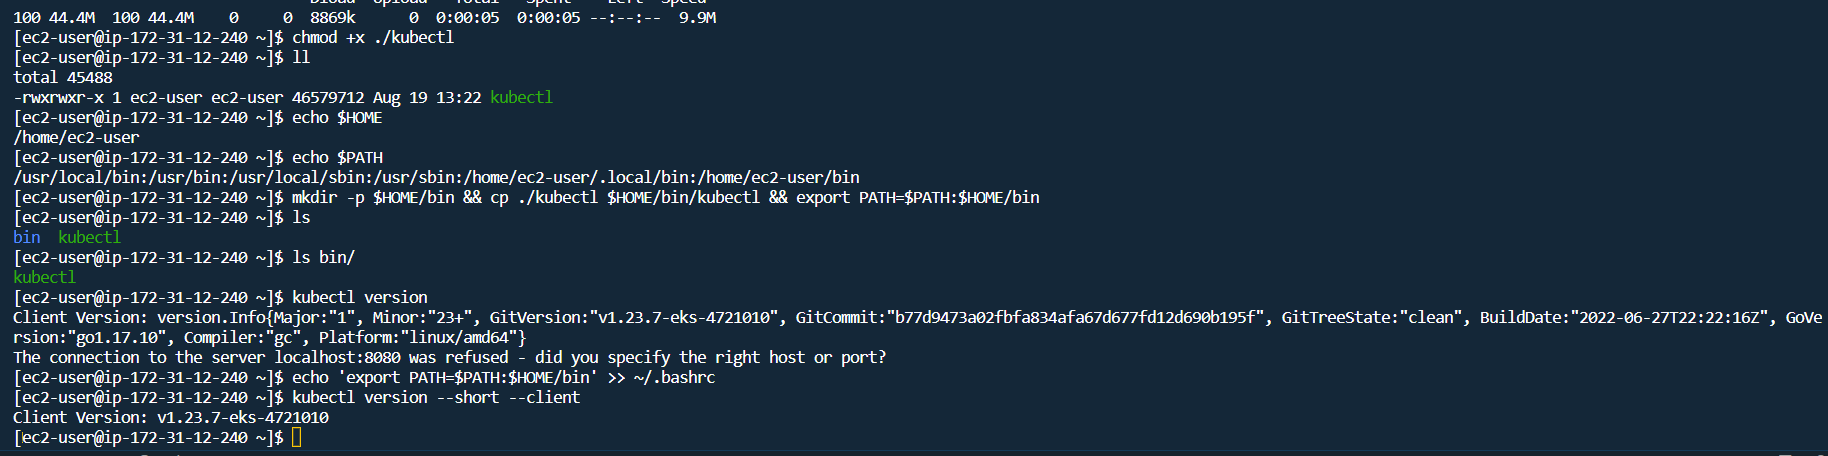 100 44.4M  100 44.4M    0     0  8869k      0  0:00:05  0:00:05 --:--:--  9.9M
[ec2-user@ip-172-31-12-240 ~]$ chmod +x ./kubectl
[ec2-user@ip-172-31-12-240 ~]$ ll
total 45488
-rwxrwxr-x 1 ec2-user ec2-user 46579712 Aug 19 13:22 kubectl
[ec2-user@ip-172-31-12-240 ~]$ echo $HOME
/home/ec2-user
[ec2-user@ip-172-31-12-240 ~]$ echo $PATH
/usr/local/bin:/usr/bin:/usr/local/sbin:/usr/sbin:/home/ec2-user/.local/bin:/home/ec2-user/bin
[ec2-user@ip-172-31-12-240 ~]$ mkdir -p $HOME/bin && cp ./kubectl $HOME/bin/kubectl && export PATH=$PATH:$HOME/bin
[ec2-user@ip-172-31-12-240 ~]$ ls
bin  kubectl
[ec2-user@ip-172-31-12-240 ~]$ ls bin/
kubectl
[ec2-user@ip-172-31-12-240 ~]$ kubectl version
Client Version: version.Info{Major:"1", Minor:"23+", GitVersion:"v1.23.7-eks-4721010", GitCommit:"b77d9473a02fbfa834afa67d677fd12d690b195f", GitTreeState:"clean", BuildDate:"2022-06-27T22:22:16Z", GoVe
rsion:"go1.17.10", Compiler:"gc", Platform:"linux/amd64"}
The connection to the server localhost:8080 was refused - did you specify the right host or port?
[ec2-user@ip-172-31-12-240 ~]$ echo 'export PATH=$PATH:$HOME/bin' >> ~/.bashrc
[ec2-user@ip-172-31-12-240 ~]$ kubectl version --short --client
Client Version: v1.23.7-eks-4721010
[ec2-user@ip-172-31-12-240 ~]$